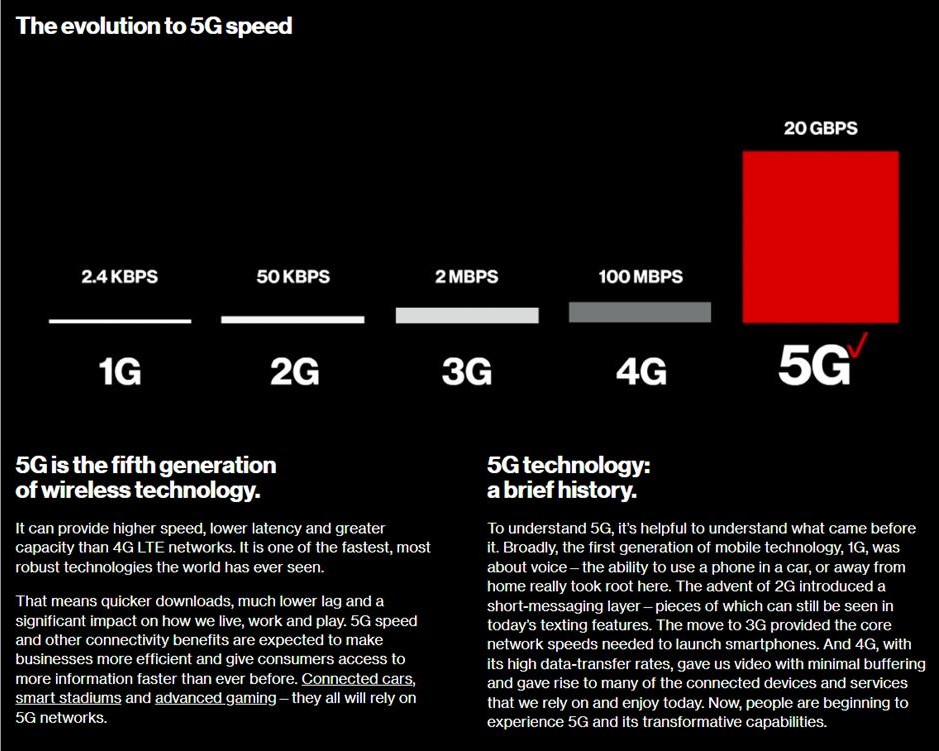 The evolution to 5G speed
20 GBPS
2.4 KBPS
50 KBPS
2 MBPS
100 MBPS
1G
2G
3G
4G
5G
5G is the fifth generation
of wireless technology.
It can provide higher speed, lower latency and greater
capacity than 4G LTE networks. It is one of the fastest, most
robust technologies the world has ever seen.
That means quicker downloads, much lower lag and a
significant impact on how we live, work and play. 5G speed
and other connectivity benefits are expected to make
businesses more efficient and give consumers access to
more information faster than ever before. Connected cars,
smart stadiums and advanced gaming – they all will rely on
5G networks.
5G technology:
a brief history.
To understand 5G, it's helpful to understand what came before
it. Broadly, the first generation of mobile technology, 1G, was
about voice – the ability to use a phone in a car, or away from
home really took root here. The advent of 2G introduced a
short-messaging layer – pieces of which can still be seen in
today's texting features. The move to 3G provided the core
network speeds needed to launch smartphones. And 4G, with
its high data-transfer rates, gave us video with minimal buffering
and gave rise to many of the connected devices and services
that we rely on and enjoy today. Now, people are beginning to
experience 5G and its transformative capabilities.